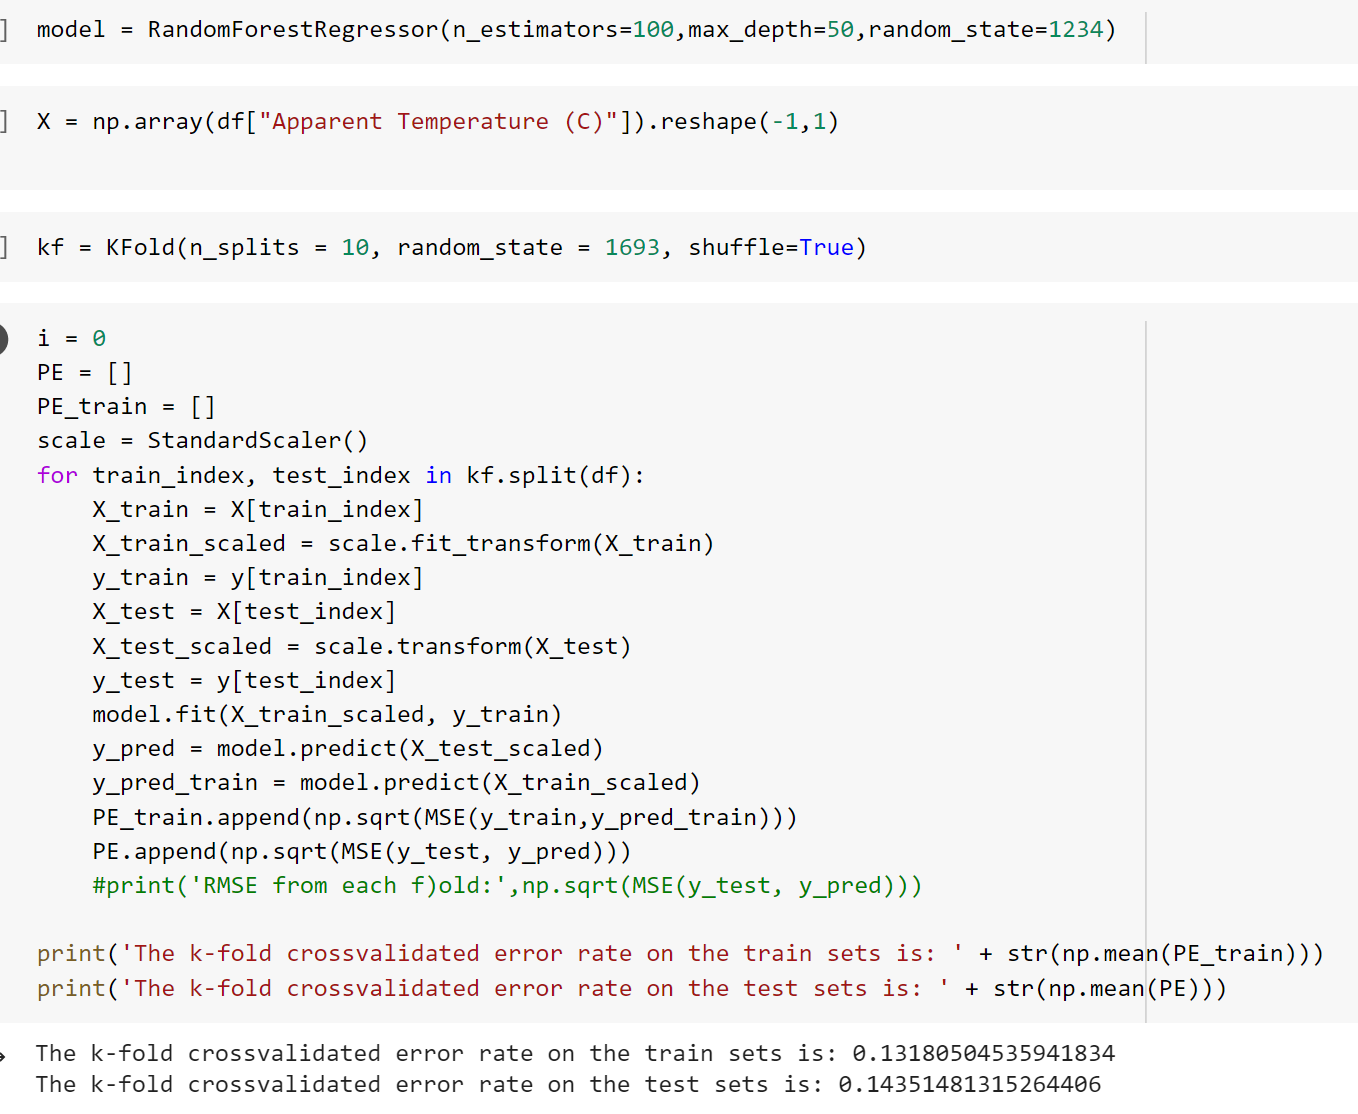 ] model = RandomForestRegressor(n_estimators=100,max_depth=50,random_state=1234)
] X = np.array(df["Apparent Temperature (C)"]).reshape(-1,1)
] kf = KFold(n_splits = 10, random_state = 1693, shuffle=True)
i = 0
PE = []
PE_train = []
scale = StandardScaler()
for train_index, test_index in kf.split(df):
    X_train = X[train_index]
    X_train_scaled = scale.fit_transform(X_train)
    y_train = y[train_index]
    X_test = X[test_index]
    X_test_scaled = scale.transform(X_test)
    y_test = y[test_index]
    model.fit(X_train_scaled, y_train)
    y_pred = model.predict(X_test_scaled)
    y_pred_train = model.predict(X_train_scaled)
    PE_train.append(np.sqrt(MSE(y_train,y_pred_train)))
    PE.append(np.sqrt(MSE(y_test, y_pred)))
    #print('RMSE from each f)old:',np.sqrt(MSE(y_test, y_pred)))
print('The k-fold crossvalidated error rate on the train sets is: ' + str(np.mean(PE_train)))
print('The k-fold crossvalidated error rate on the test sets is: ' + str(np.mean(PE)))
The k-fold crossvalidated error rate on the train sets is: 0.13180504535941834
The k-fold crossvalidated error rate on the test sets is: 0.14351481315264406